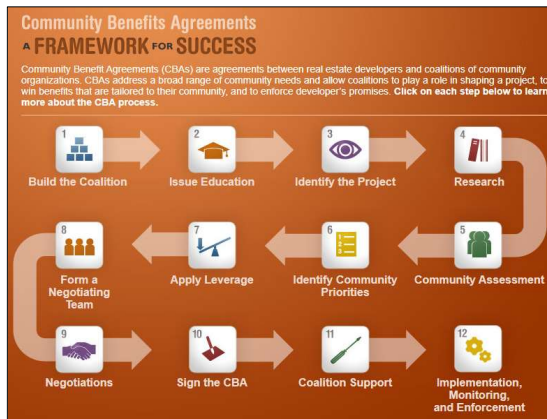 Community Benefits Agreements
A FRAMEWORK FOR SUCCESS
Community Benefit Agreements (CBAs) are agreements between real estate developers and coalitions of community
organizations. CBAs address a broad range of community needs and allow coalitions to play a role in shaping a project, to
win benefits that are tailored to their community, and to enforce developer's promises. Click on each step below to learn
more about the CBA process.
1
Build the Coalition
2
Issue Education
3
Identify the Project
4
Research
8
Form a
Negotiating
Team
7
Apply Leverage
6
1
2
3
Identify Community
Priorities
5
Community Assessment
9
Negotiations
10
Sign the CBA
11
Coalition Support
12
Implementation,
Monitoring,
and Enforcement